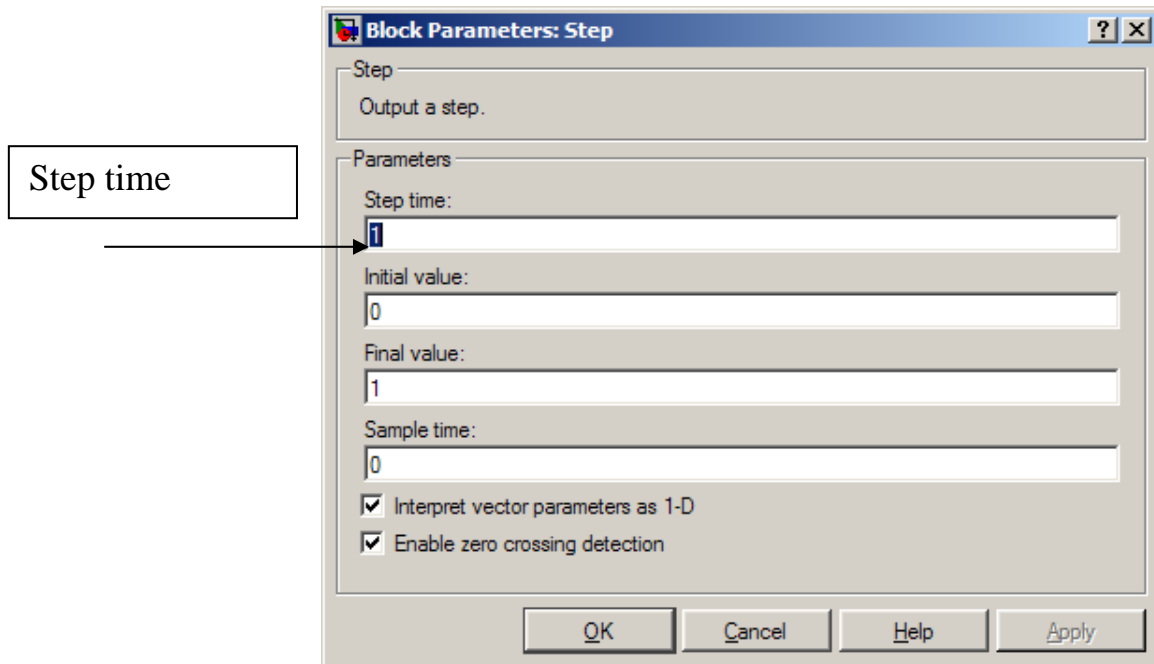 Block Parameters: Step
Step
Output a step.
Step time
Parameters
Step time:
1
Initial value:
0
Final value:
1
Sample time:
0
Interpret vector parameters as 1-D
Enable zero crossing detection
OK Cancel Help Apply